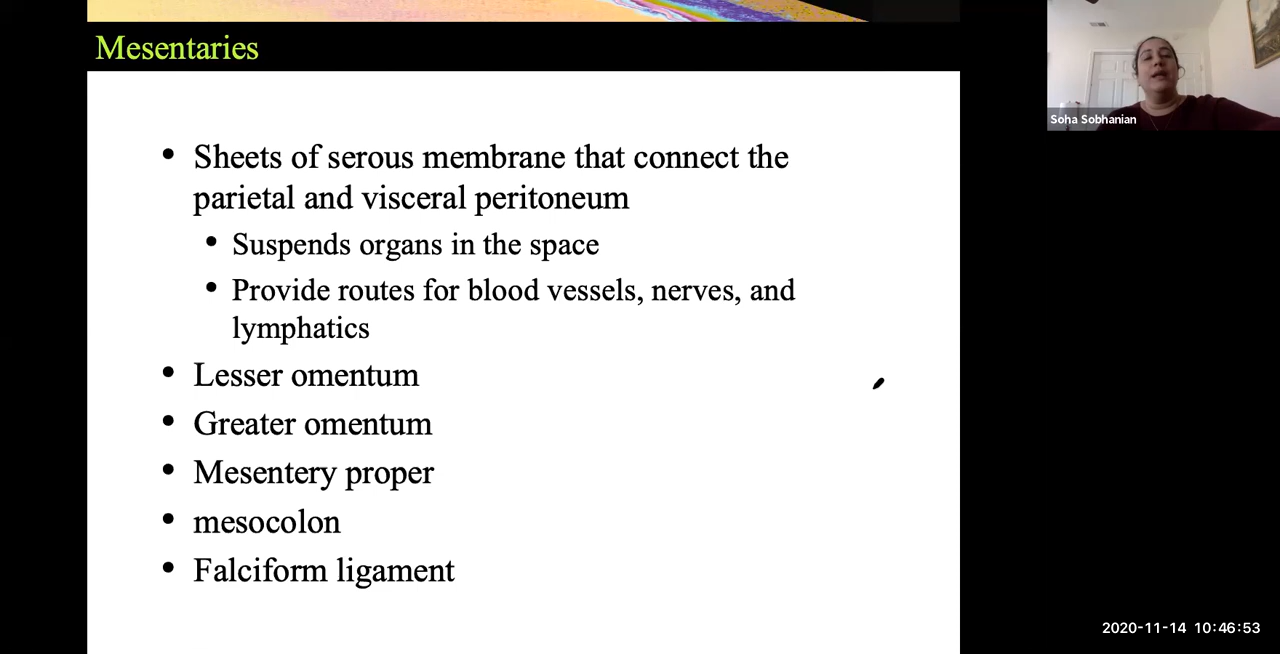 Mesentaries
Soha Sobhanian
• Sheets of serous membrane that connect the
parietal and visceral peritoneum
• Suspends organs in the space
• Provide routes for blood vessels, nerves, and
lymphatics
• Lesser omentum
• Greater omentum
• Mesentery proper
• mesocolon
• Falciform ligament
2020-11-14 10:46:53